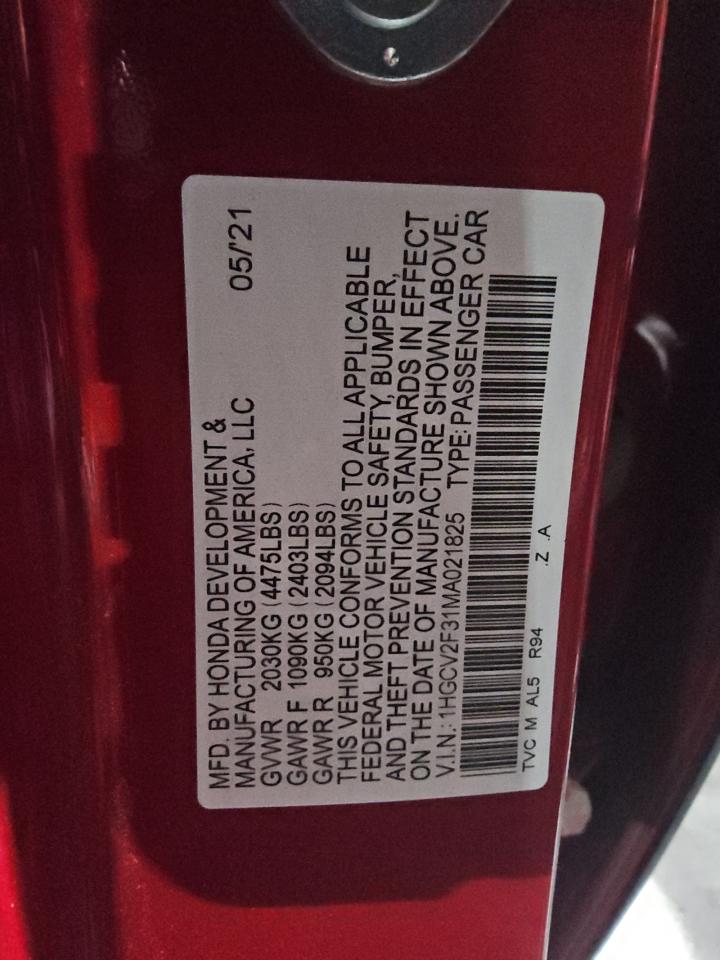 MFD. BY HONDA DEVELOPMENT &
MANUFACTURING OF AMERICA, LLC 05/'21
GVWR 2030KG (4475LBS)
GAWR F 1090KG (2403LBS)
GAWR R 950KG (2094LBS)
THIS VEHICLE CONFORMS TO ALL APPLICABLE
FEDERAL MOTOR VEHICLE SAFETY, BUMPER,
AND THEFT PREVENTION STANDARDS IN EFFECT
ON THE DATE OF MANUFACTURE SHOWN ABOVE.
V.I.N.: 1HGCV2F31MA021825 TYPE: PASSENGER CAR
TVC M AL5 R94 .Z .A